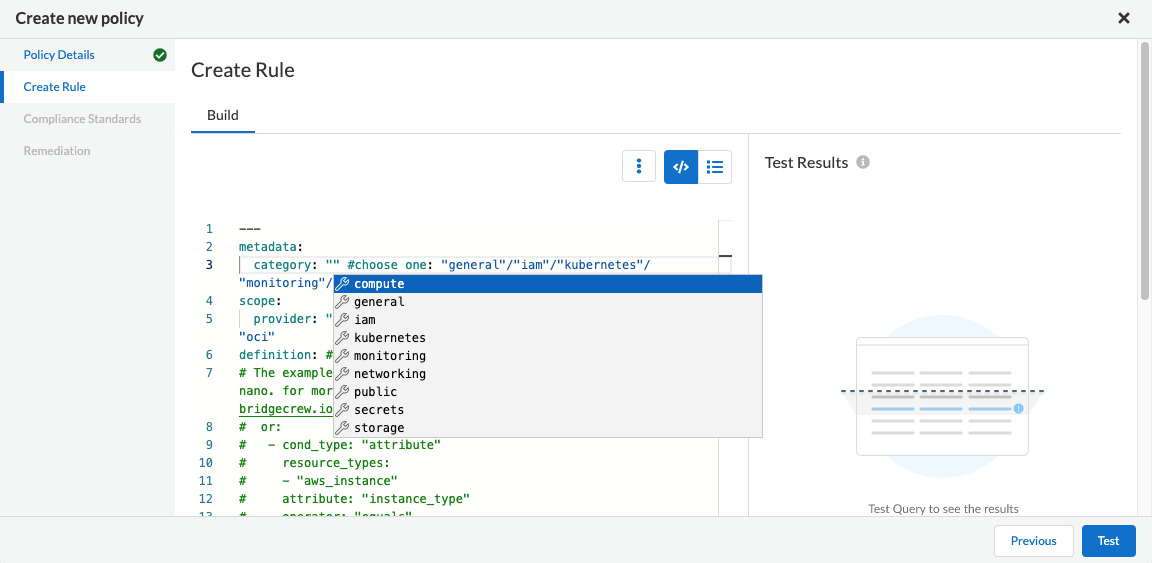 Create new policy
Policy Details
Create Rule
Compliance Standards
Remediation
Create Rule
Build
1 ---
2 metadata:
3 category: "" #choose one: "general"/"iam"/"kubernetes"/
"monitoring"/
4 scope:
5 provider: "
"oci"
6 definition: #
7 # The example
nano. for mor
bridgecrew.io
compute
general
iam
kubernetes
monitoring
networking
public
secrets
storage
8 # or:
9 # - cond_type: "attribute"
10 # resource_types:
11 # - "aws_instance"
12 # attribute: "instance_type"
13 # operator: "equals"
Test Results
Test Query to see the results
Previous
Test